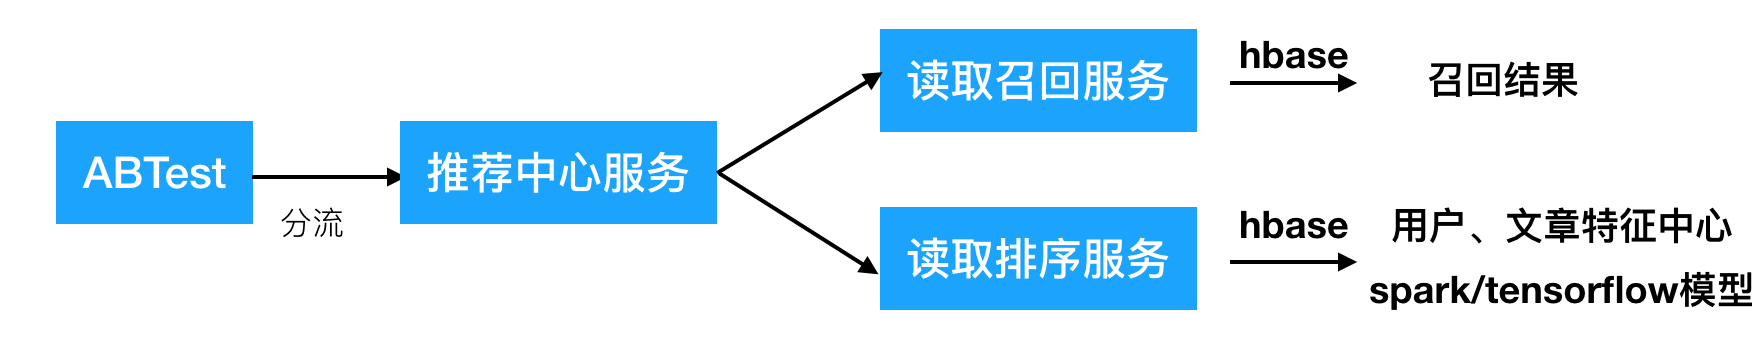 ABTest
分流
推荐中心服务
读取召回服务
hbase
召回结果
读取排序服务
hbase
用户、文章特征中心
spark/tensorflow模型